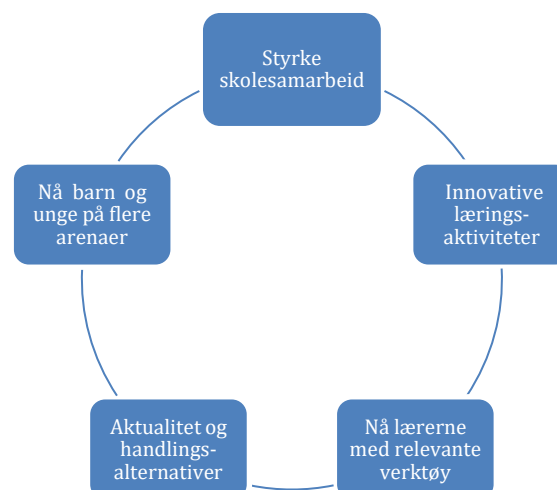 Styrke
skolesamarbeid
Innovative
lærings-
aktiviteter
Nå lærerne
med relevante
verktøy
Aktualitet og
handlings-
alternativer
Nå barn og
unge på flere
arenaer